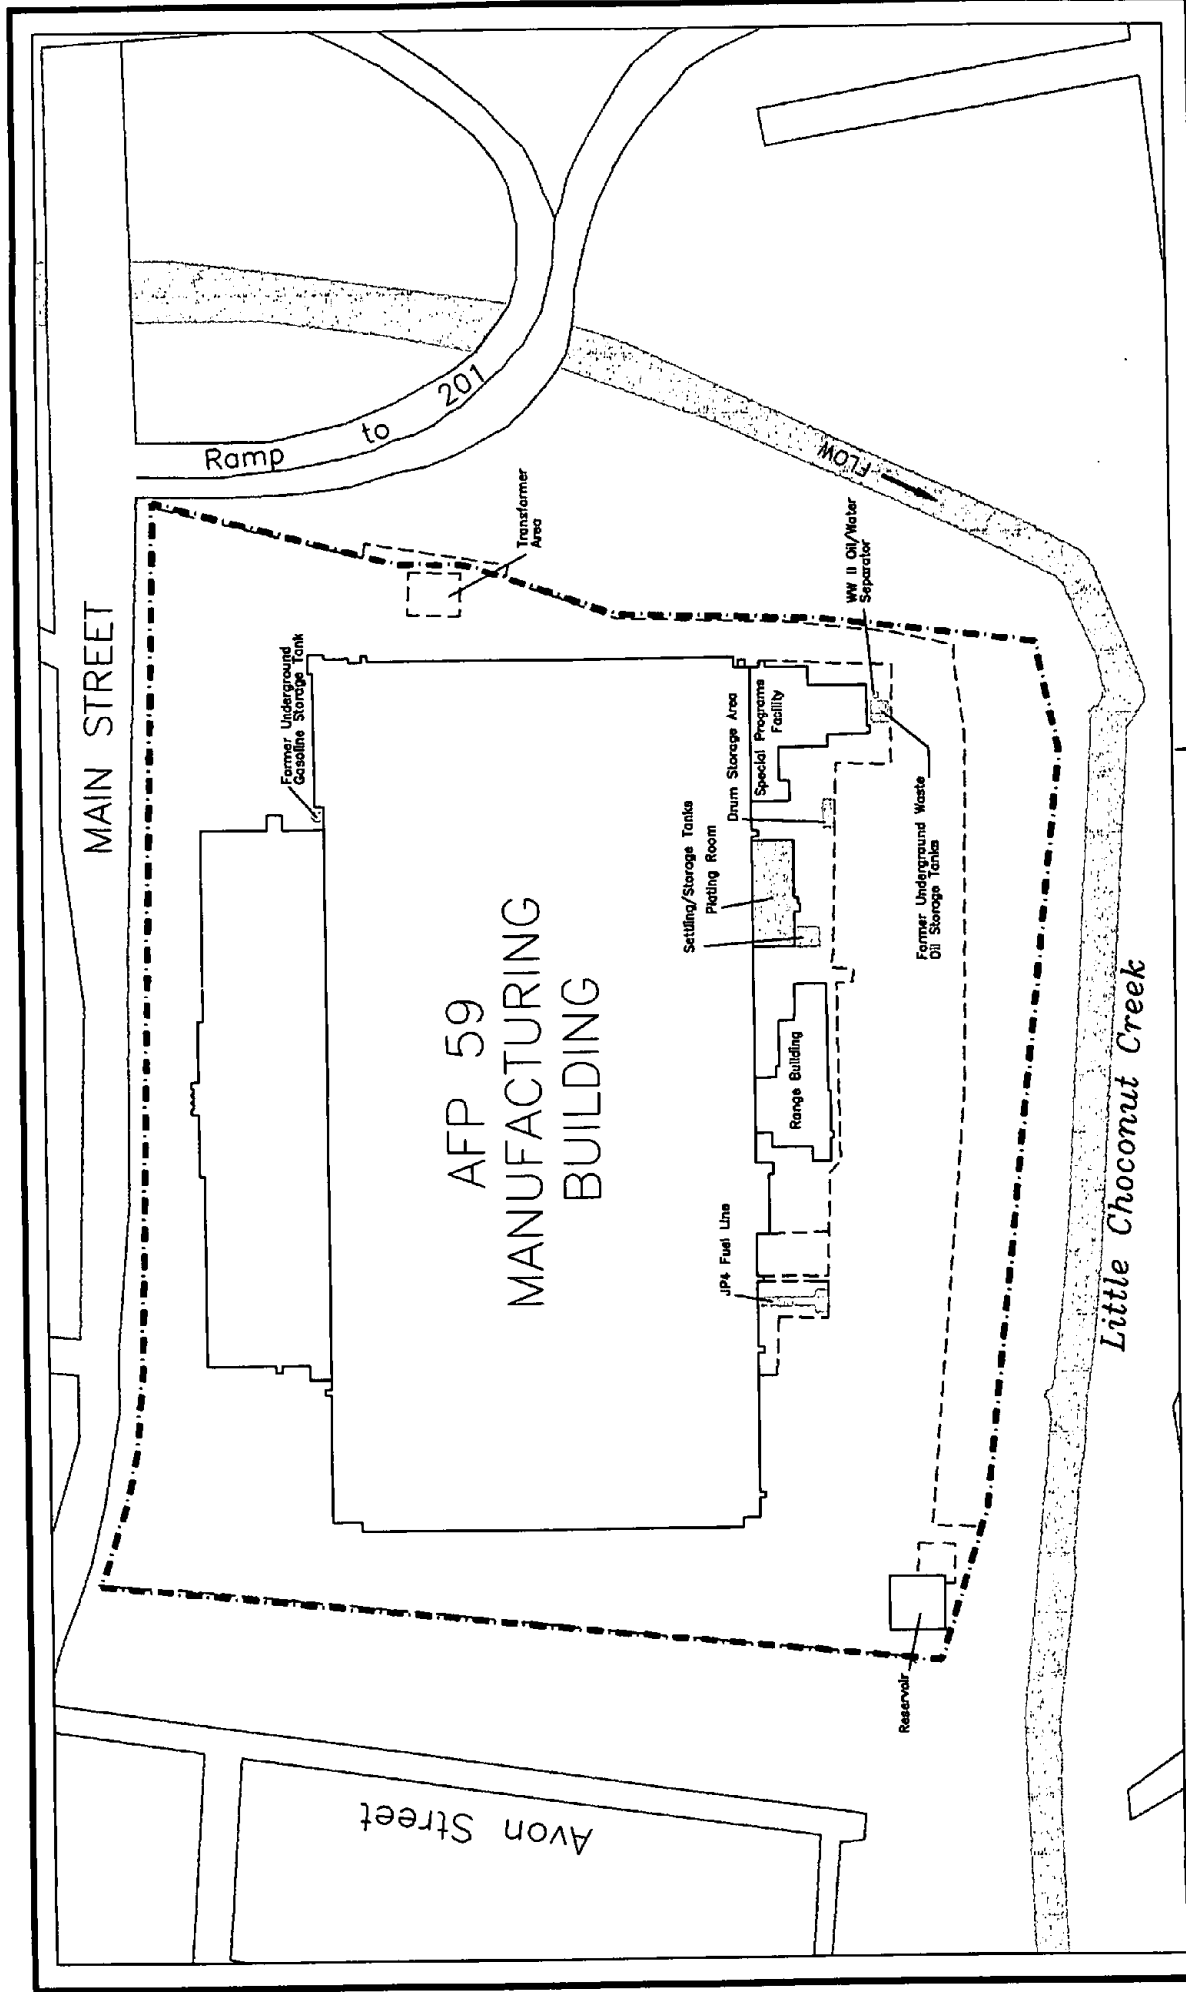 MAIN STREET
Ramp to 201
Former Underground
Gasoline Storage Tank
Transformer
Area
AFP 59
MANUFACTURING
BUILDING
Settling/Storage Tanks
Plating Room
Drum Storage Area
Special Programs
Facility
WW II Oil/Water
Separator
FLOW
JP4 Fuel Line
Range Building
Former Underground Waste
Oil Storage Tanks
Reservoir
Avon Street
Little Choconut Creek